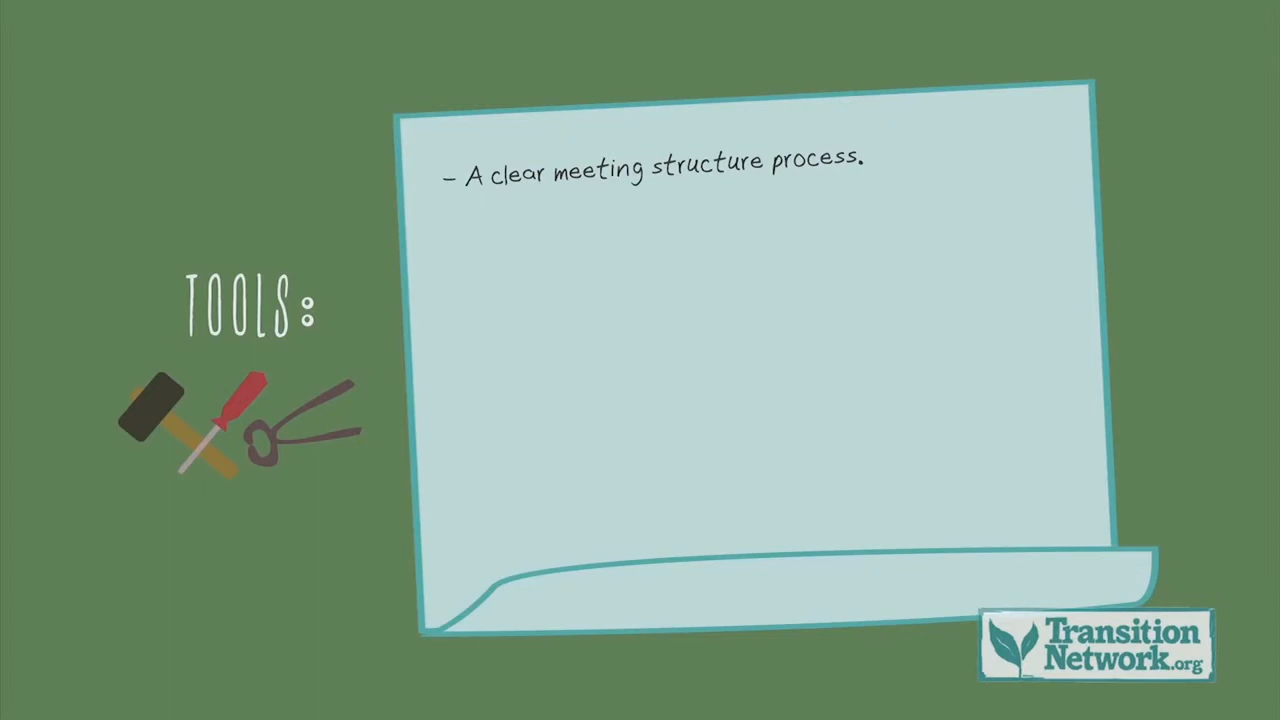 - A clear meeting structure process.
TOOLS:
Transition
Network.org